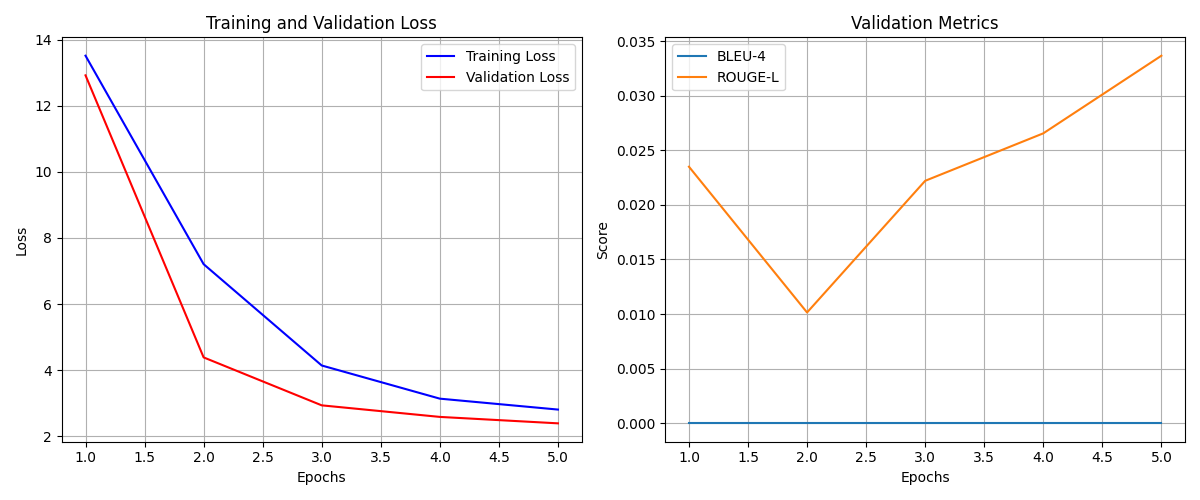 Training and Validation Loss
14
12
10
8
6
4
2
Loss
Training Loss
Validation Loss
1.0 1.5 2.0 2.5 3.0 3.5 4.0 4.5 5.0
Epochs
Validation Metrics
0.035
0.030
0.025
0.020
0.015
0.010
0.005
0.000
Score
BLEU-4
ROUGE-L
1.0 1.5 2.0 2.5 3.0 3.5 4.0 4.5 5.0
Epochs